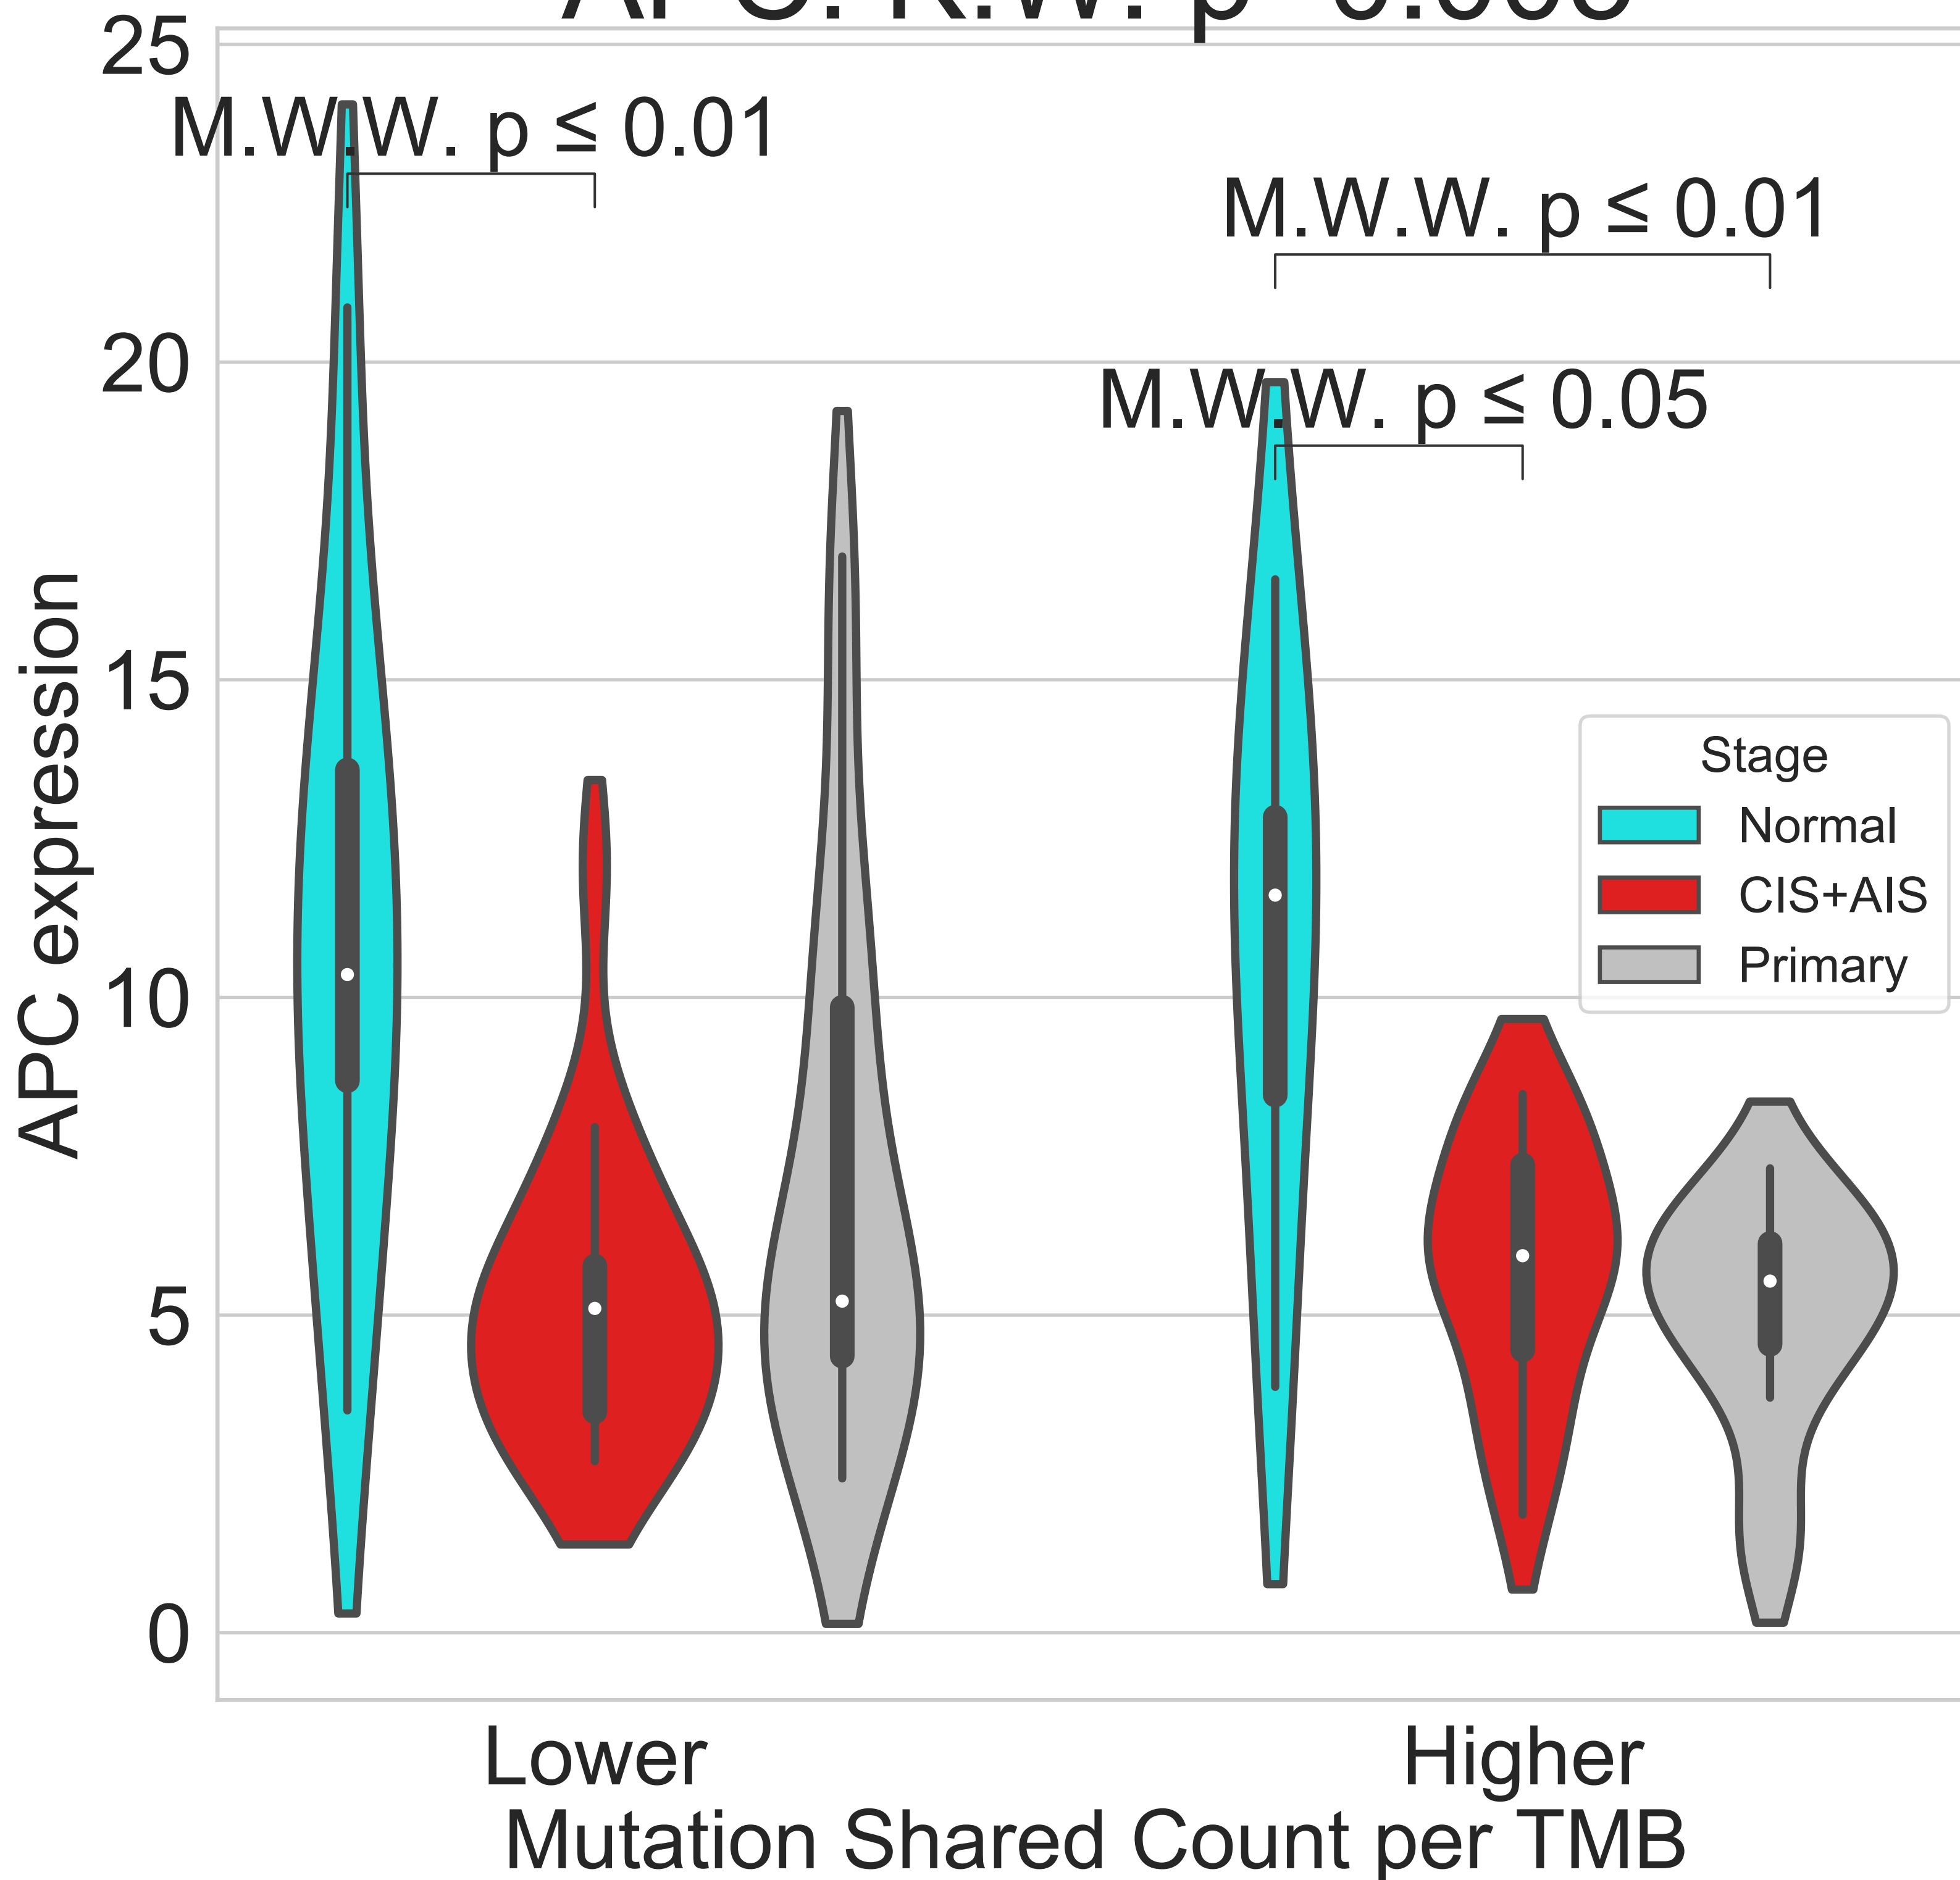 25
M.W.W. p ≤ 0.01
M.W.W. p ≤ 0.01
20
M.W.W. p ≤ 0.05
15
10
5
0
APC expression
Stage
Normal
CIS+AIS
Primary
Lower
Higher
Mutation Shared Count per TMB